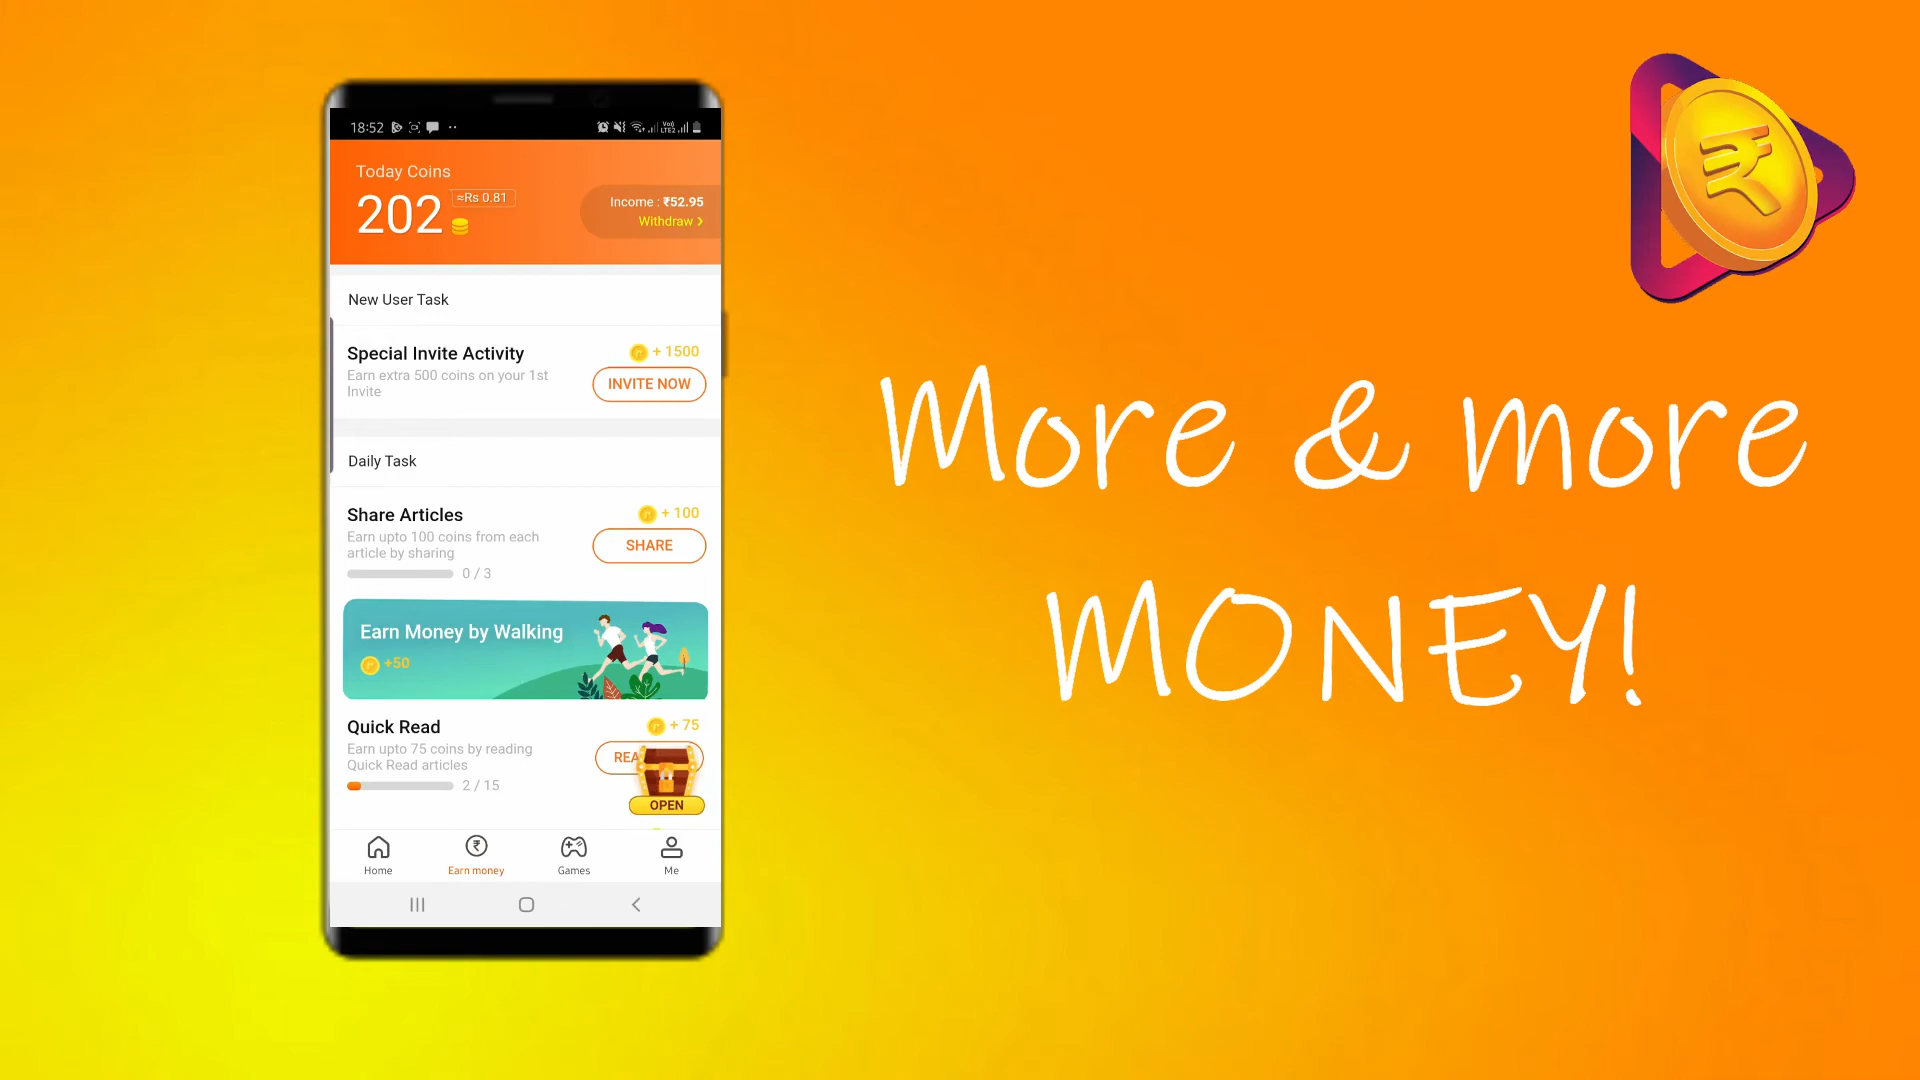 18:52
Today Coins
202 ≈Rs 0.81
Income : ₹52.95
Withdraw >
New User Task
Special Invite Activity
+ 1500
Earn extra 500 coins on your 1st
Invite
INVITE NOW
Daily Task
Share Articles
+ 100
Earn upto 100 coins from each
article by sharing
SHARE
0 / 3
Earn Money by Walking
+50
Quick Read
+ 75
Earn upto 75 coins by reading
Quick Read articles
REA
2 / 15
OPEN
Home
Earn money
Games
Me
More & more
MONEY!